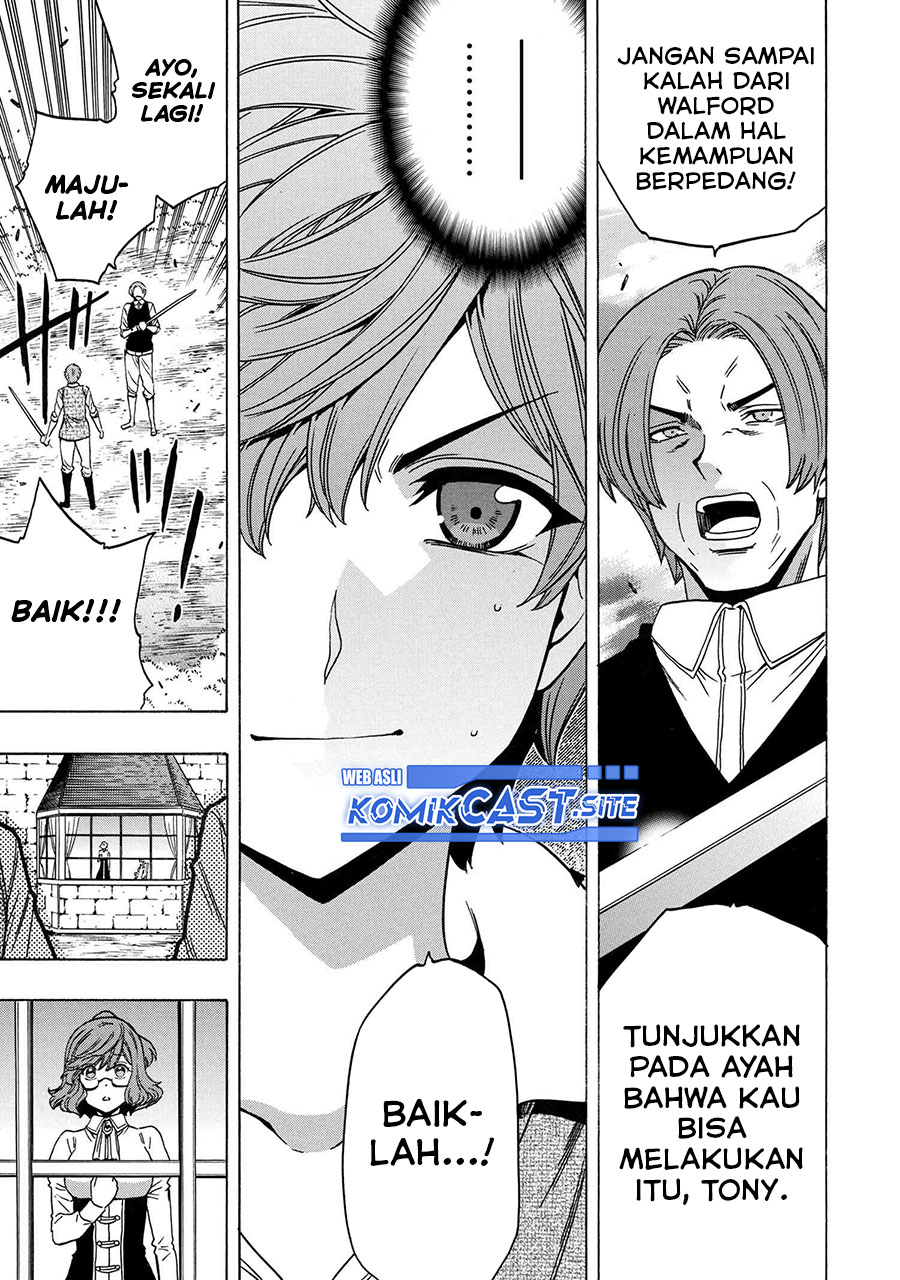 JANGAN SAMPAI
KALAH DARI
WALFORD
DALAM HAL
KEMAMPUAN
BERPEDANG!
TUNJUKKAN
PADA AYAH
BAHWA KAU
BISA
MELAKUKAN
ITU, TONY.
BAIK-
LAH...!
AYO,
SEKALI
LAGI!
MAJU-
LAH!
BAIK!!!
WEB ASLI
KOMIKCAST.SITE